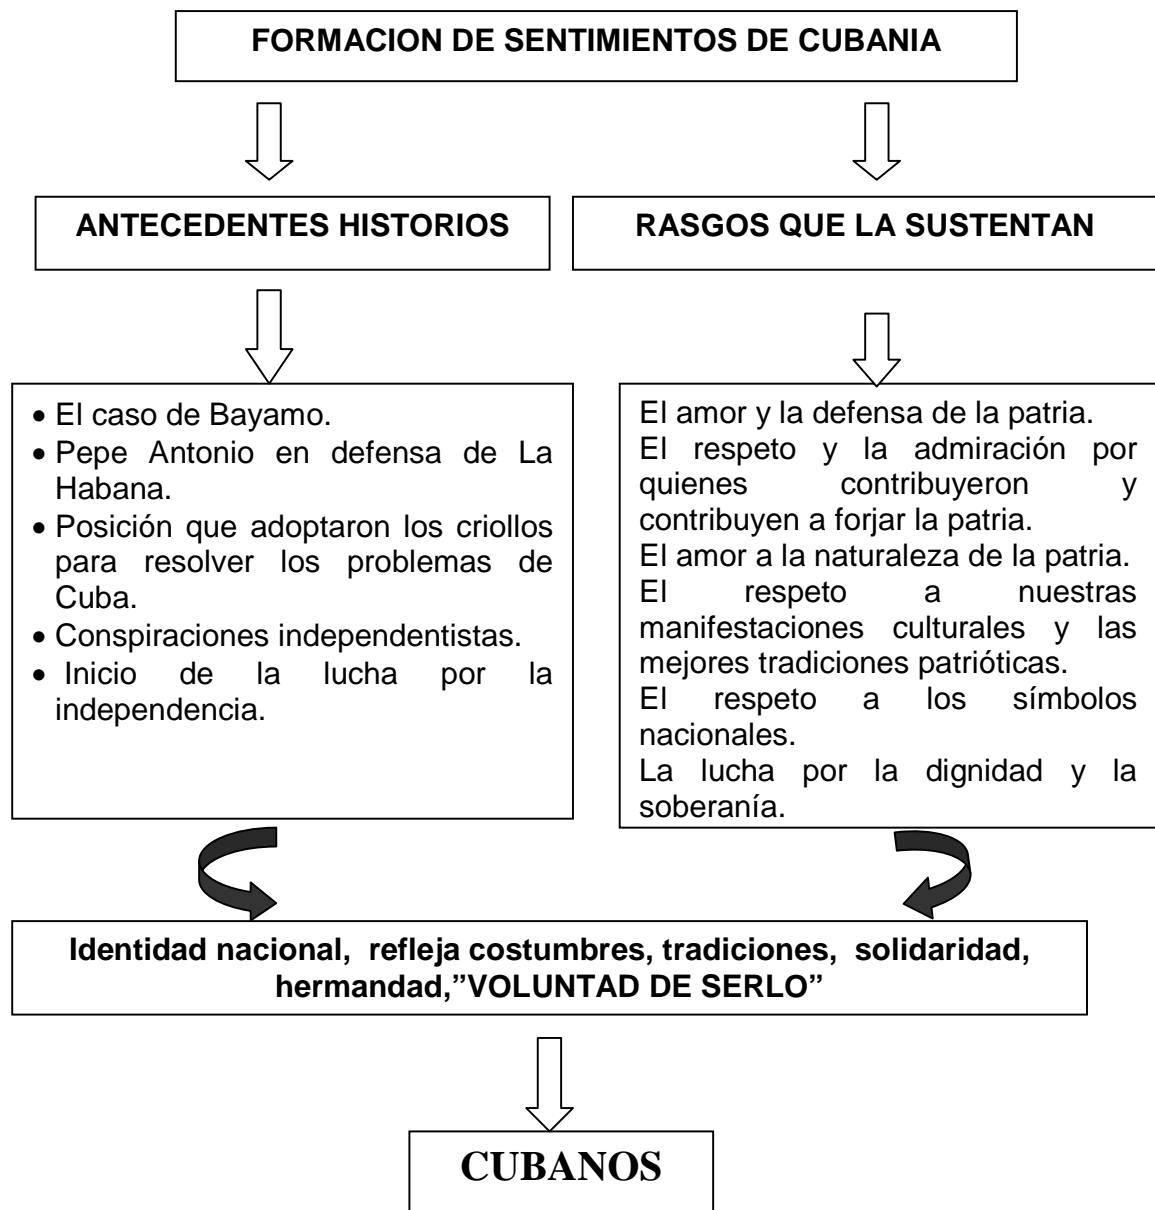 FORMACION DE SENTIMIENTOS DE CUBANIA
ANTECEDENTES HISTORIOS
RASGOS QUE LA SUSTENTAN
• El caso de Bayamo.
• Pepe Antonio en defensa de La
Habana.
• Posición que adoptaron los criollos
para resolver los problemas de
Cuba.
• Conspiraciones independentistas.
• Inicio de la lucha por la
independencia.
El amor y la defensa de la patria.
El respeto y la admiración por
quienes contribuyeron y
contribuyen a forjar la patria.
El amor a la naturaleza de la patria.
El respeto a nuestras
manifestaciones culturales y las
mejores tradiciones patrióticas.
El respeto a los símbolos
nacionales.
La lucha por la dignidad y la
soberanía.
Identidad nacional, refleja costumbres, tradiciones, solidaridad,
hermandad,”VOLUNTAD DE SERLO”
CUBANOS